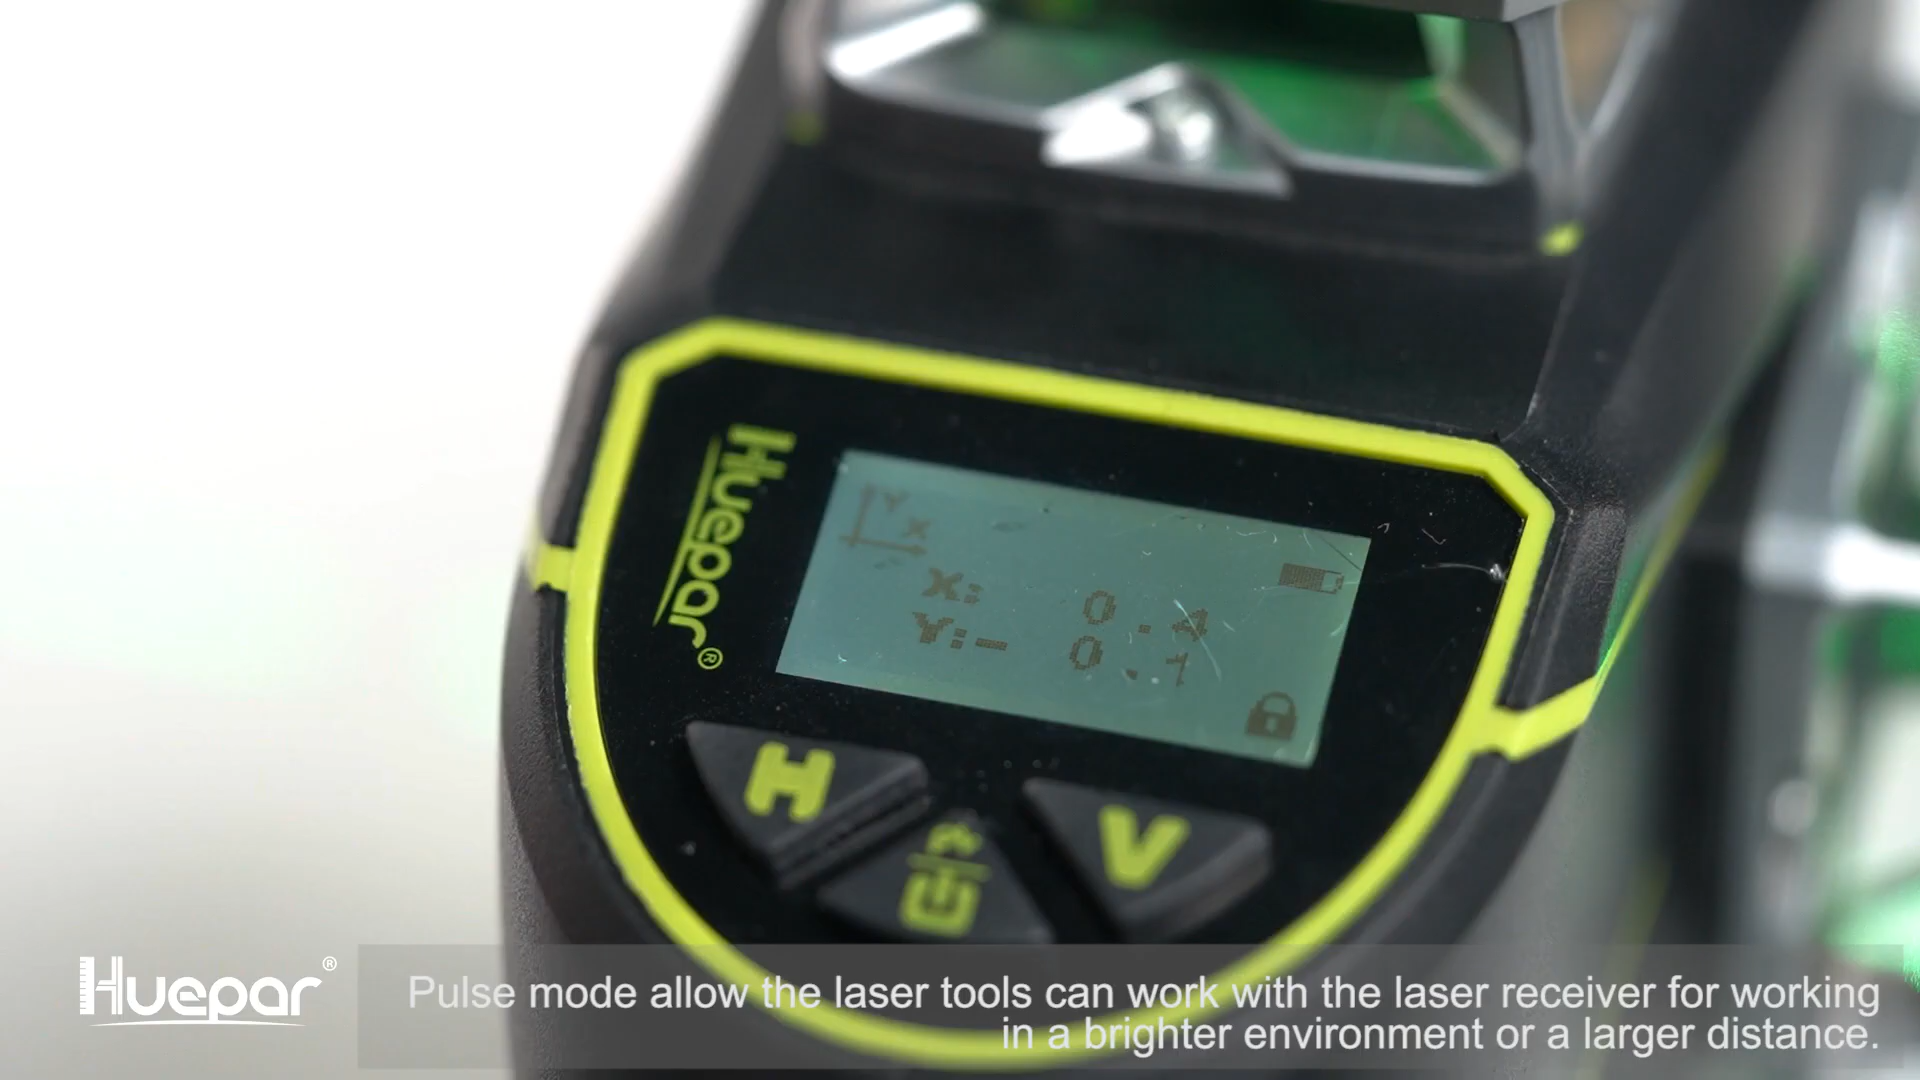 Huepar®
Y
X
X: 0.4
Y:- 0.1
H
V
Huepar®
Pulse mode allow the laser tools can work with the laser receiver for working
in a brighter environment or a larger distance.